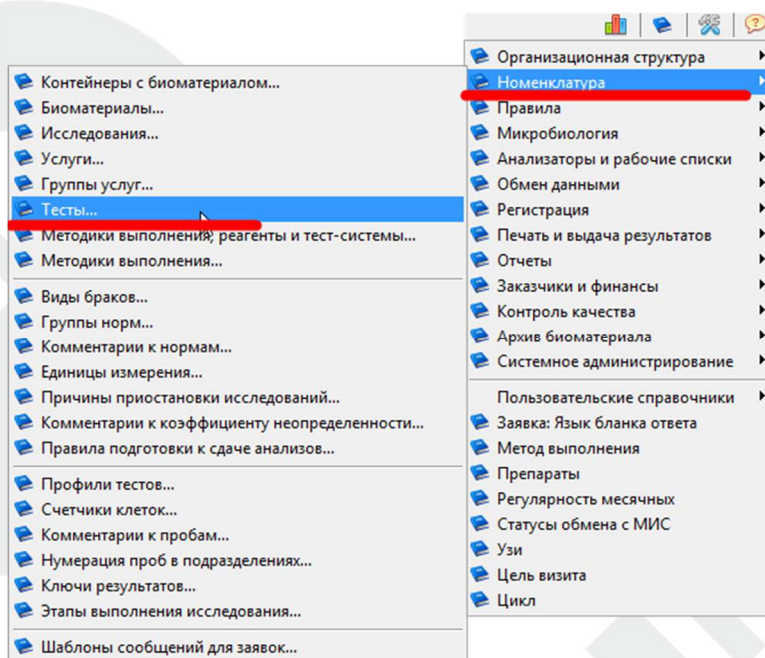 Организационная структура
Номенклатура
Правила
Микробиология
Анализаторы и рабочие списки
Обмен данными
Регистрация
Печать и выдача результатов
Отчеты
Заказчики и финансы
Контроль качества
Архив биоматериала
Системное администрирование
Пользовательские справочники
Заявка: Язык бланка ответа
Метод выполнения
Препараты
Регулярность месячных
Статусы обмена с МИС
Узи
Цель визита
Цикл
Контейнеры с биоматериалом...
Биоматериалы...
Исследования...
Услуги...
Группы услуг...
Тесты...
Методики выполнения, реагенты и тест-системы...
Методики выполнения...
Виды браков...
Группы норм...
Комментарии к нормам...
Единицы измерения...
Причины приостановки исследований...
Комментарии к коэффициенту неопределенности...
Правила подготовки к сдаче анализов...
Профили тестов...
Счетчики клеток...
Комментарии к пробам...
Нумерация проб в подразделениях...
Ключи результатов...
Этапы выполнения исследования...
Шаблоны сообщений для заявок...